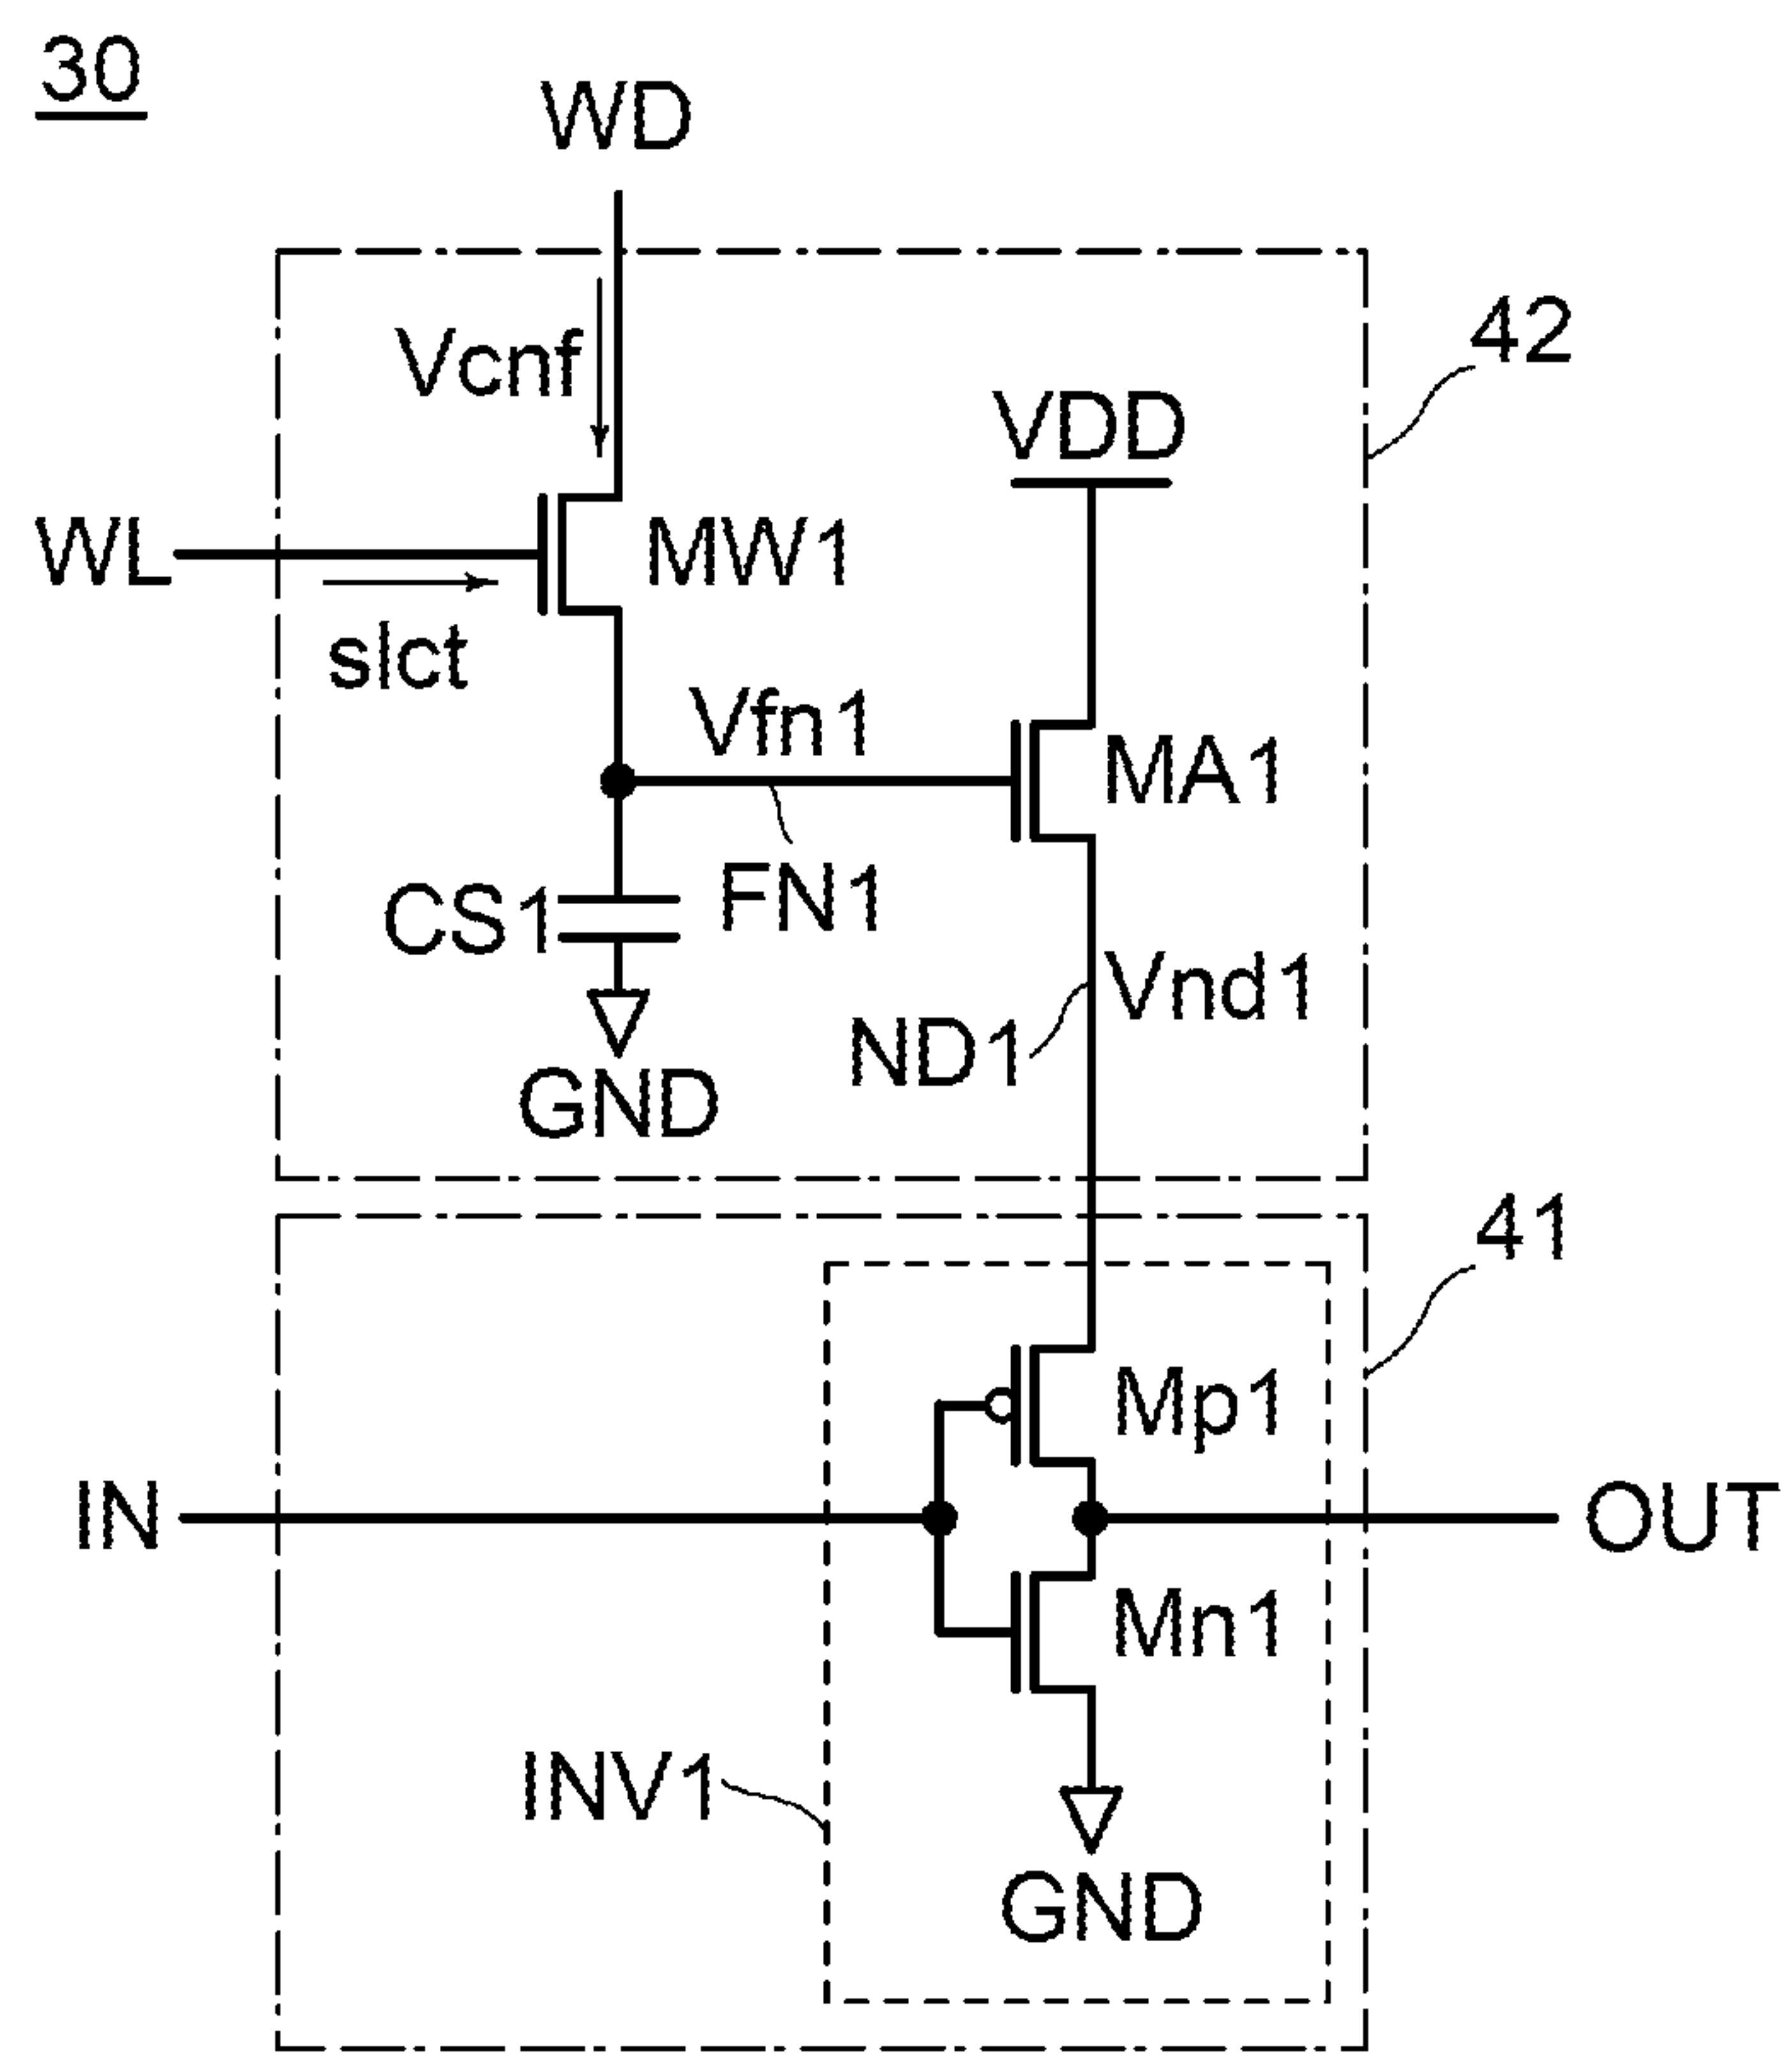 30
WD
42
Vcnf
VDD
WL
MW1
slct
Vfn1
MA1
CS1
FN1
Vnd1
ND1
GND
41
Mp1
IN
OUT
Mn1
INV1
GND